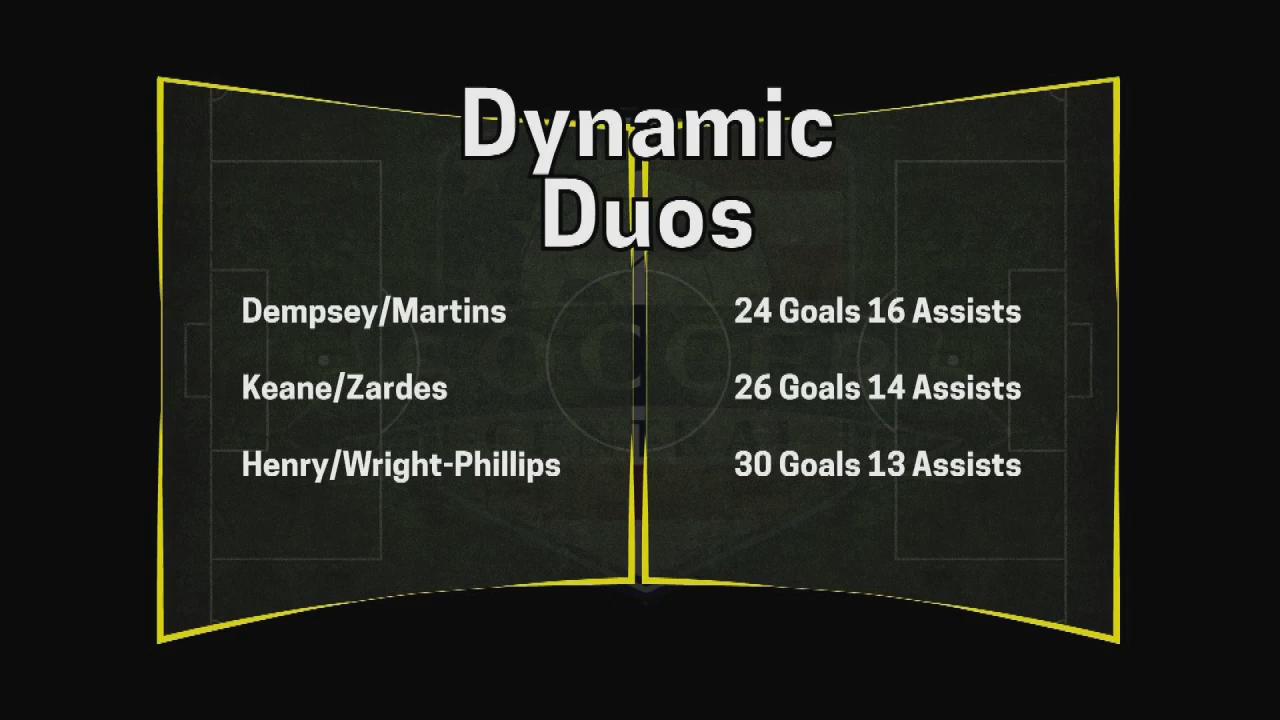 Dynamic
Duos
Dempsey/Martins 24 Goals 16 Assists
Keane/Zardes 26 Goals 14 Assists
Henry/Wright-Phillips 30 Goals 13 Assists